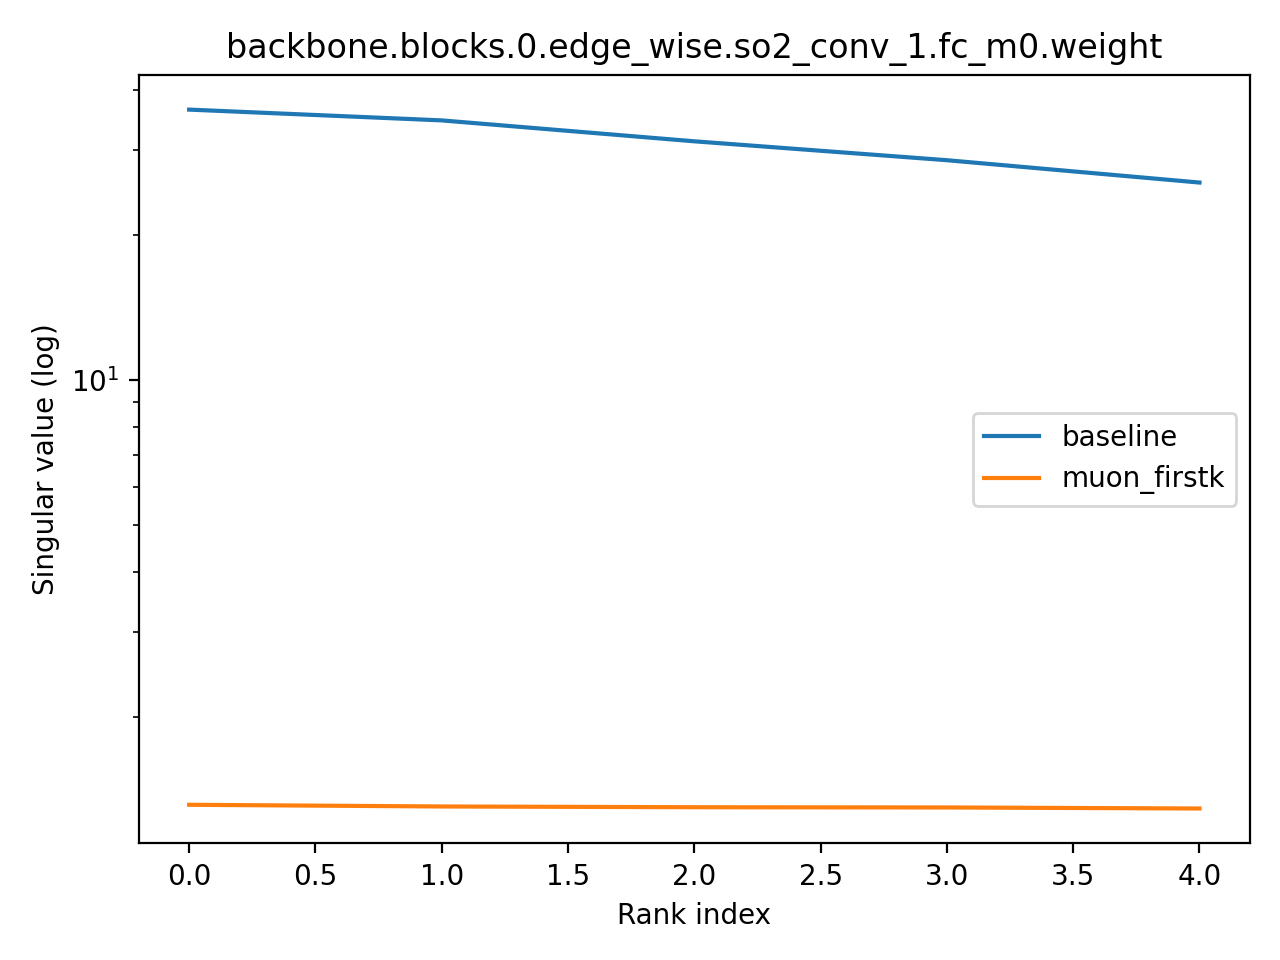 backbone.blocks.0.edge_wise.so2_conv_1.fc_m0.weight
Singular value (log)
10¹
baseline
muon_firstk
0.0 0.5 1.0 1.5 2.0 2.5 3.0 3.5 4.0
Rank index